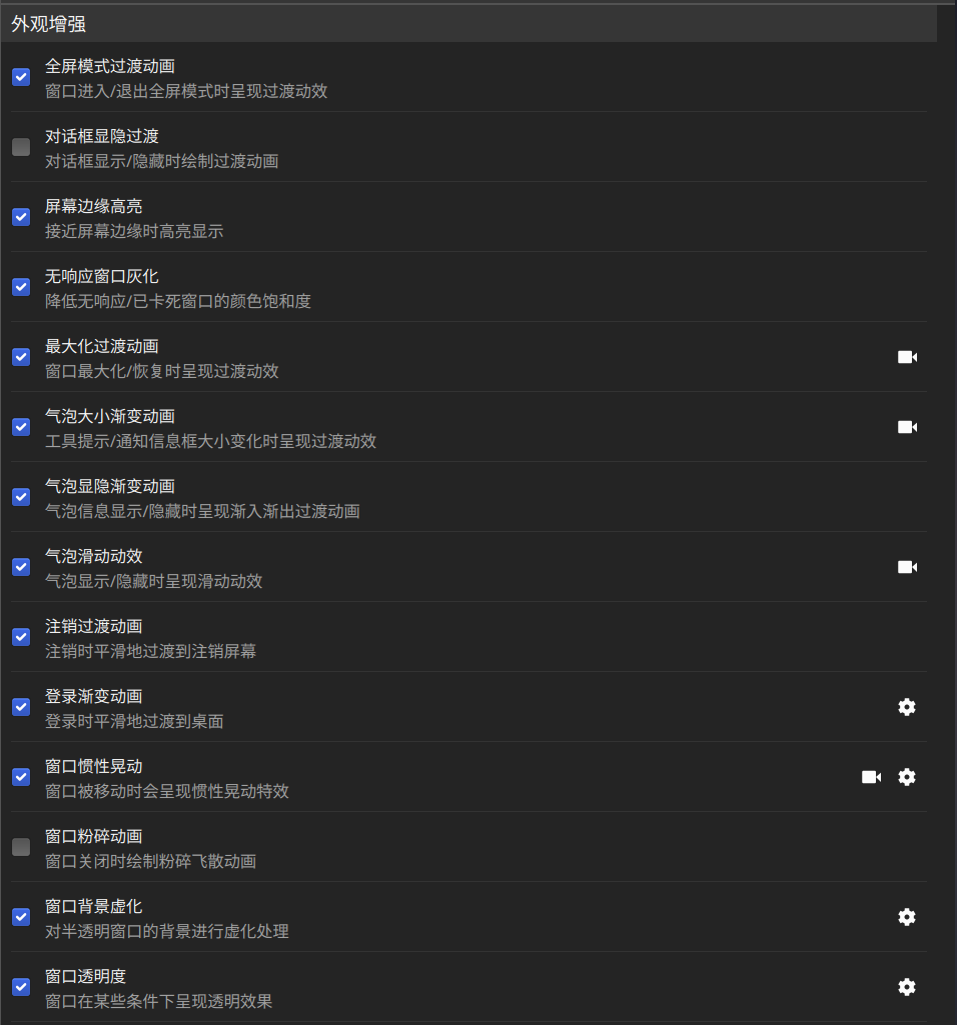 外观增强
全屏模式过渡动画
窗口进入/退出全屏模式时呈现过渡动效
对话框显隐过渡
对话框显示/隐藏时绘制过渡动画
屏幕边缘高亮
接近屏幕边缘时高亮显示
无响应窗口灰化
降低无响应/已卡死窗口的颜色饱和度
最大化过渡动画
窗口最大化/恢复时呈现过渡动效
气泡大小渐变动画
工具提示/通知信息框大小变化时呈现过渡动效
气泡显隐渐变动画
气泡信息显示/隐藏时呈现渐入渐出过渡动画
气泡滑动动效
气泡显示/隐藏时呈现滑动动效
注销过渡动画
注销时平滑地过渡到注销屏幕
登录渐变动画
登录时平滑地过渡到桌面
窗口惯性晃动
窗口被移动时会呈现惯性晃动特效
窗口粉碎动画
窗口关闭时绘制粉碎飞散动画
窗口背景虚化
对半透明窗口的背景进行虚化处理
窗口透明度
窗口在某些条件下呈现透明效果